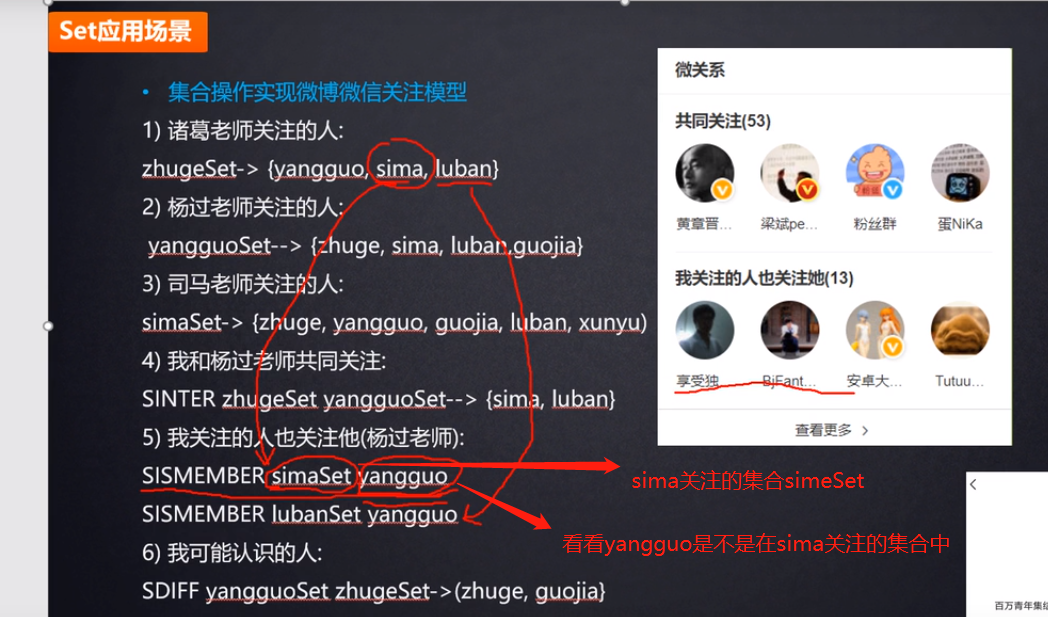 Set应用场景
• 集合操作实现微博微信关注模型
1) 诸葛老师关注的人:
zhugeSet-> {yangguo, sima, luban}
2) 杨过老师关注的人:
yangguoSet--> {zhuge, sima, luban,guojia}
3) 司马老师关注的人:
simaSet-> {zhuge, yangguo, guojia, luban, xunyu)
4) 我和杨过老师共同关注:
SINTER zhugeSet yangguoSet--> {sima, luban}
5) 我关注的人也关注他(杨过老师):
SISMEMBER simaSet yangguo
SISMEMBER lubanSet yangguo
6) 我可能认识的人:
SDIFF yangguoSet zhugeSet->(zhuge, guojia}
微关系
共同关注(53)
黄章晋... 梁斌pe... 粉丝群 蛋NiKa
我关注的人也关注她(13)
享受独... BjFant... 安卓大... Tutuu...
查看更多 >
sima关注的集合simeSet
看看yangguo是不是在sima关注的集合中
百万青年集结